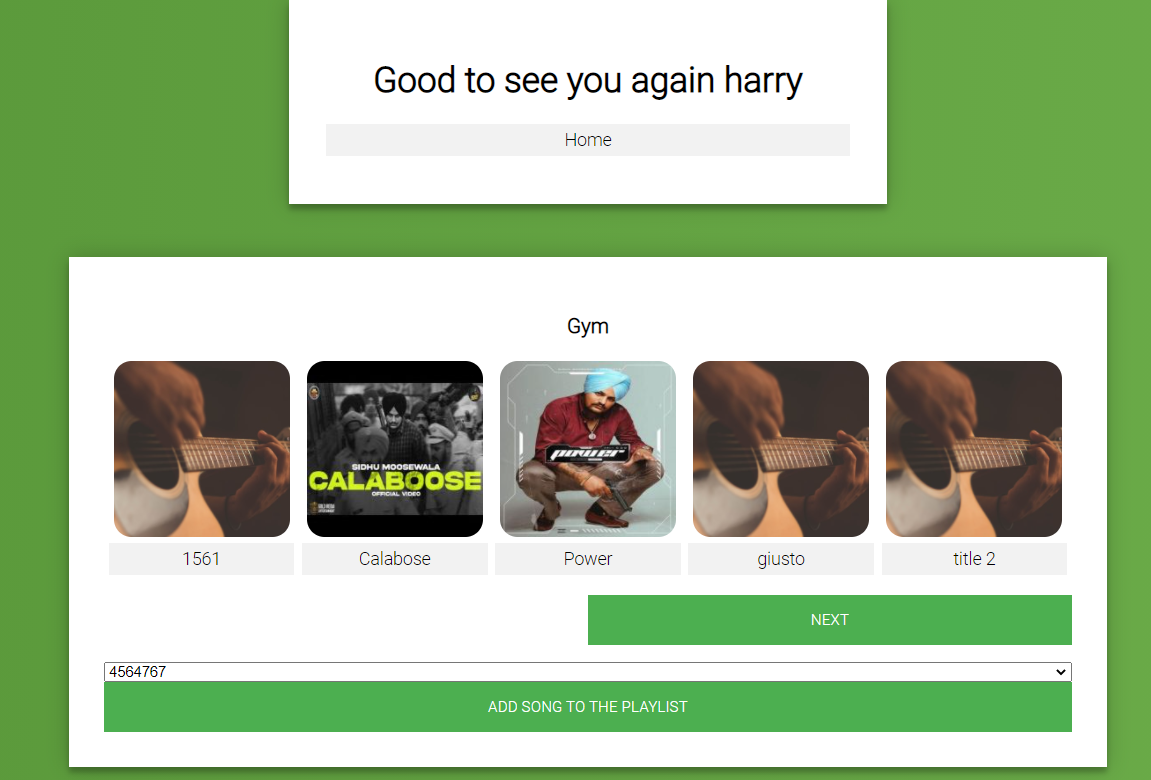 Good to see you again harry
Home
Gym
SIDHU MOOSEWALA
CALABOOSE
OFFICIAL VIDEO
power
1561
Calabose
Power
giusto
title 2
NEXT
4564767
ADD SONG TO THE PLAYLIST